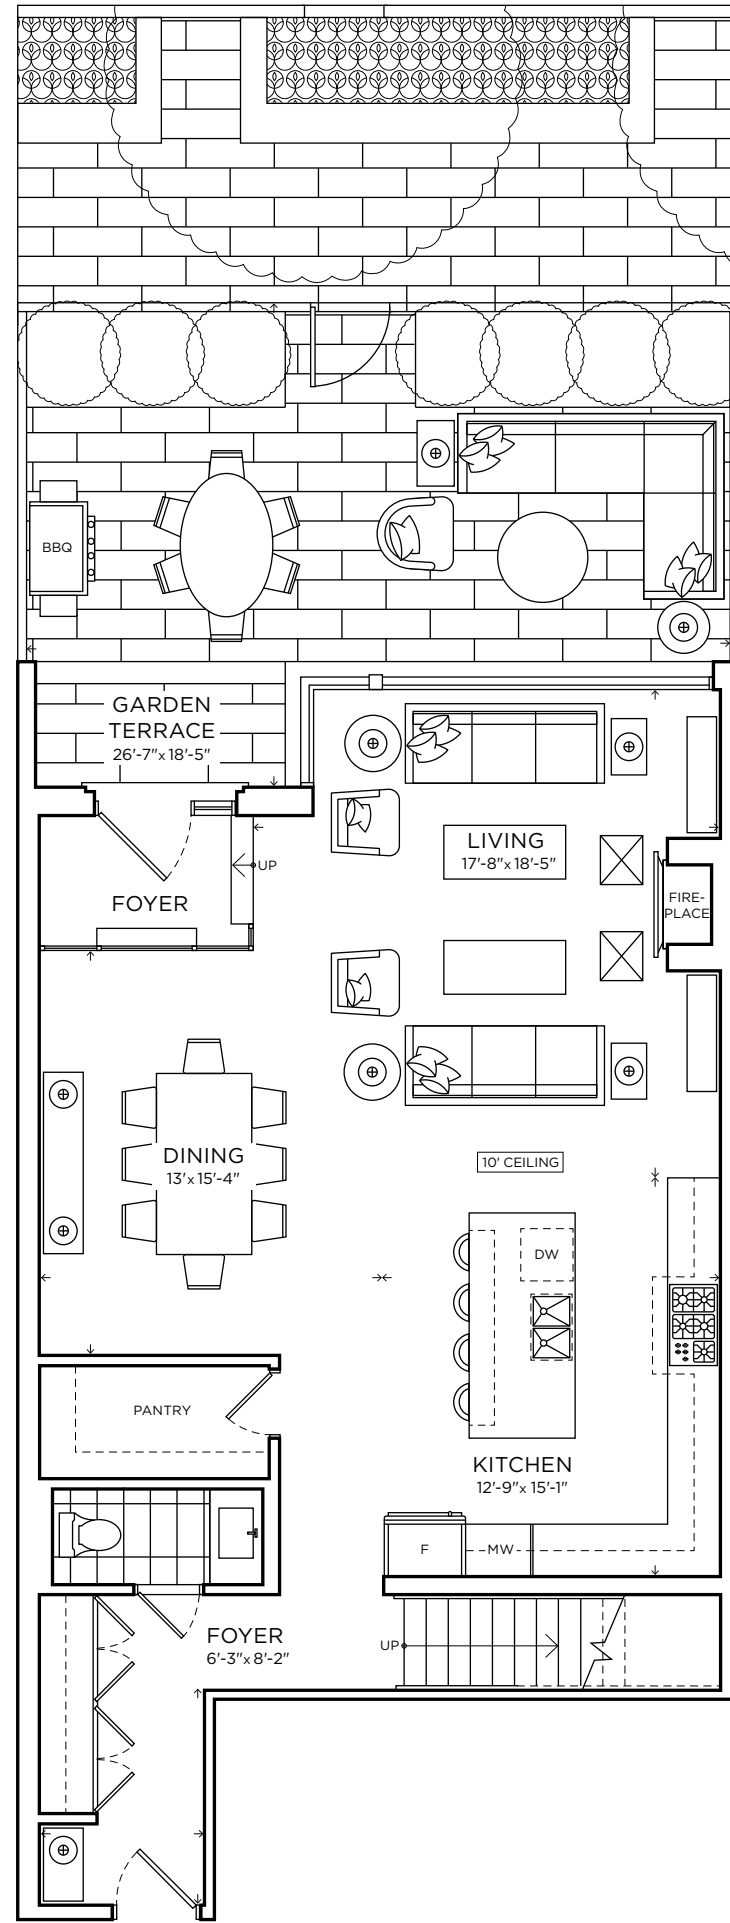 BBQ
GARDEN
TERRACE
26'-7" x 18'-5"
LIVING
17'-8" x 18'-5"
UP
FOYER
FIRE-
PLACE
DINING
13' x 15'-4"
10' CEILING
DW
PANTRY
KITCHEN
12'-9" x 15'-1"
F
MW
FOYER
6'-3" x 8'-2"
UP